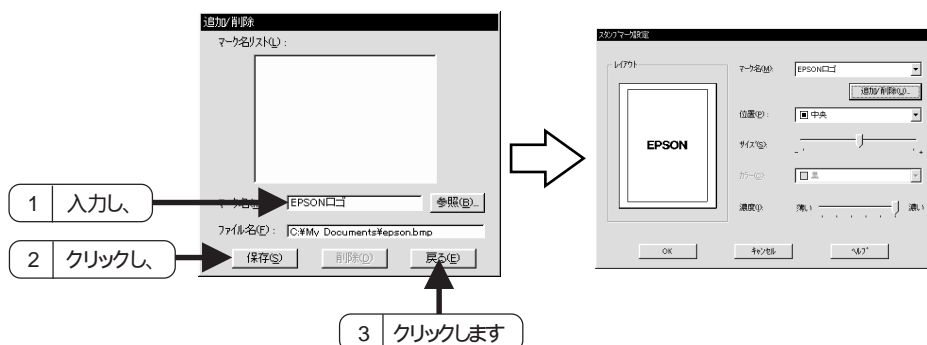 追加/削除
マーク名リスト(L) :
EPSONロゴ
参照(B)...
ファイル名(F) :
C:¥My Documents¥epson.bmp
保存(S)
削除(D)
戻る(E)
1 入力し、
2 クリックし、
3 クリックします
スタンプマーク設定
レイアウト
EPSON
マーク名(M):
EPSONロゴ
追加/削除(U)...
位置(P) :
中央
サイズ(S):
- +
カラー(C):
黒
濃度(I):
薄い
濃い
OK
キャンセル
ヘルプ